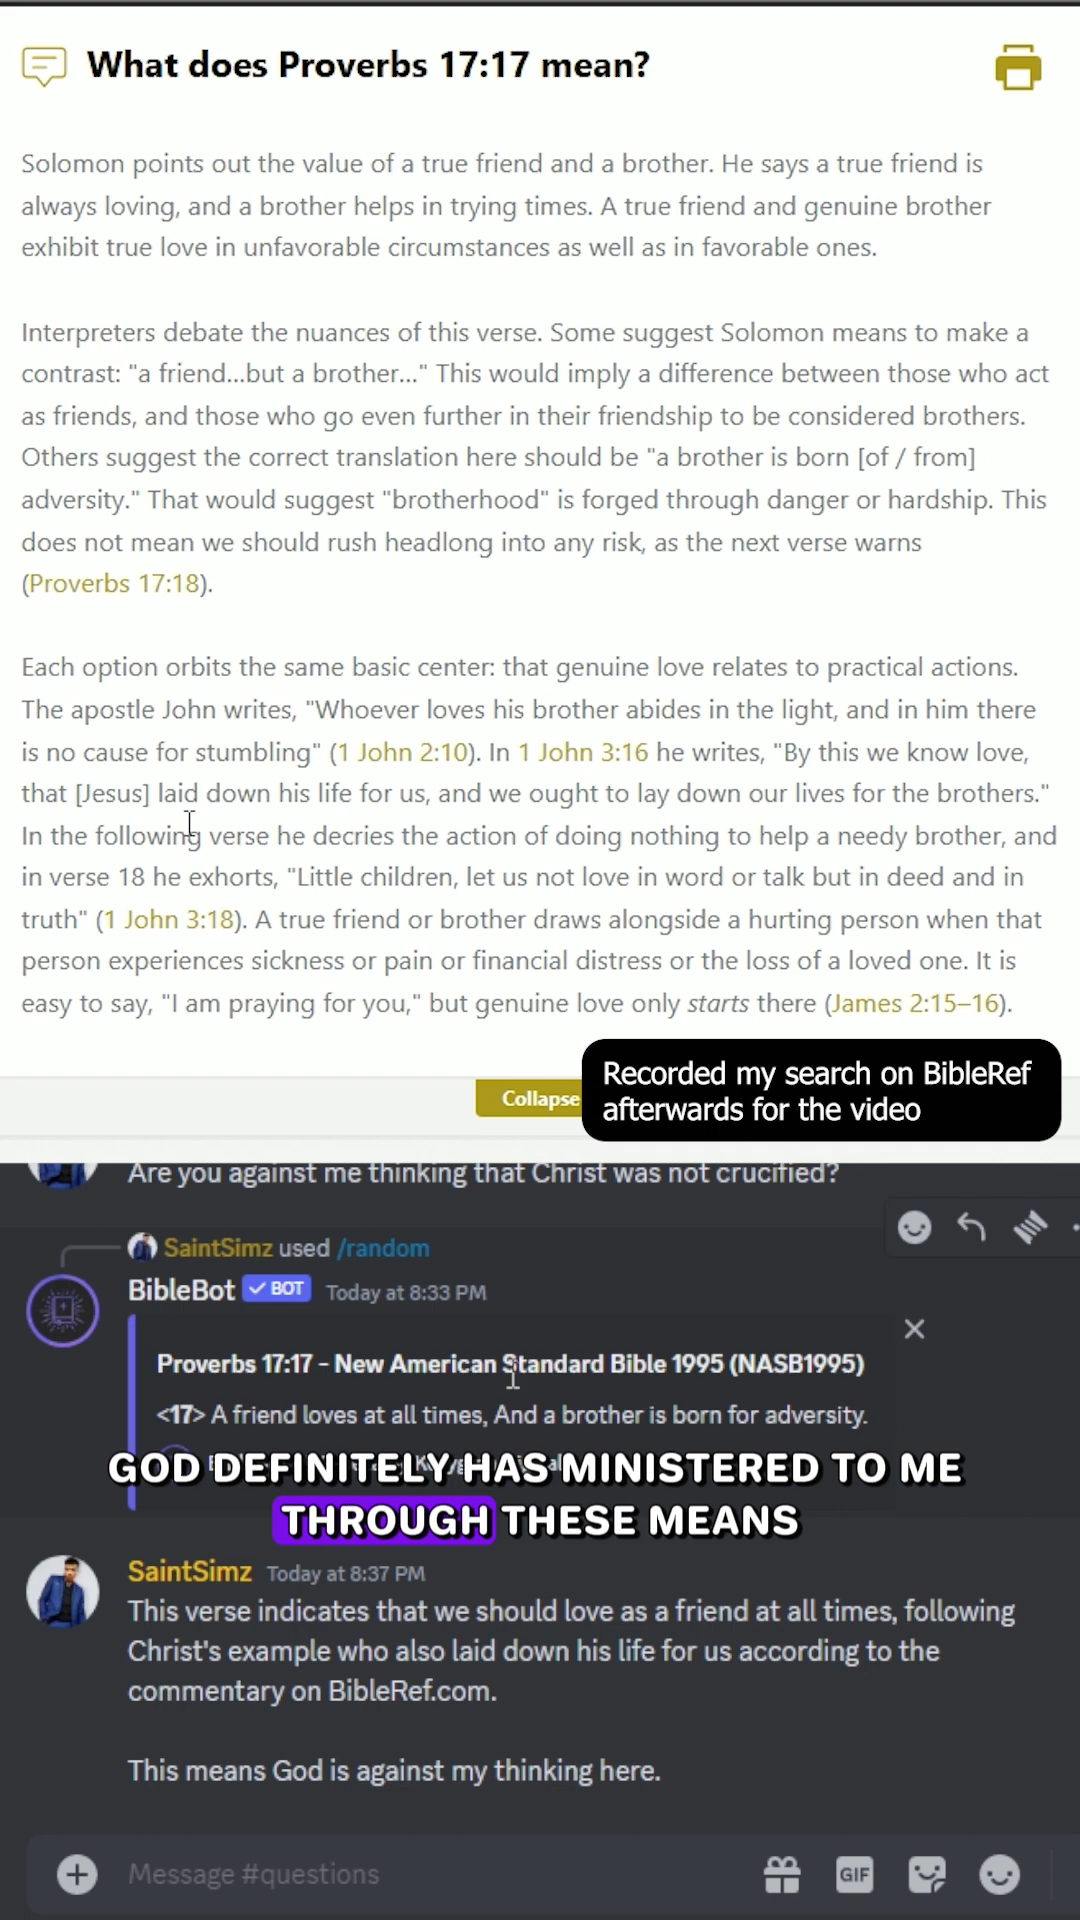 What does Proverbs 17:17 mean?
Solomon points out the value of a true friend and a brother. He says a true friend is
always loving, and a brother helps in trying times. A true friend and genuine brother
exhibit true love in unfavorable circumstances as well as in favorable ones.
Interpreters debate the nuances of this verse. Some suggest Solomon means to make a
contrast: "a friend...but a brother..." This would imply a difference between those who act
as friends, and those who go even further in their friendship to be considered brothers.
Others suggest the correct translation here should be "a brother is born [of / from]
adversity." That would suggest "brotherhood" is forged through danger or hardship. This
does not mean we should rush headlong into any risk, as the next verse warns
(Proverbs 17:18).
Each option orbits the same basic center: that genuine love relates to practical actions.
The apostle John writes, "Whoever loves his brother abides in the light, and in him there
is no cause for stumbling" (1 John 2:10). In 1 John 3:16 he writes, "By this we know love,
that [Jesus] laid down his life for us, and we ought to lay down our lives for the brothers."
In the following verse he decries the action of doing nothing to help a needy brother, and
in verse 18 he exhorts, "Little children, let us not love in word or talk but in deed and in
truth" (1 John 3:18). A true friend or brother draws alongside a hurting person when that
person experiences sickness or pain or financial distress or the loss of a loved one. It is
easy to say, "I am praying for you," but genuine love only starts there (James 2:15–16).
Collapse
Recorded my search on BibleRef
afterwards for the video
Are you against me thinking that Christ was not crucified?
SaintSimz used /random
BibleBot BOT Today at 8:33 PM
Proverbs 17:17 - New American Standard Bible 1995 (NASB1995)
<17> A friend loves at all times, And a brother is born for adversity.
GOD DEFINITELY HAS MINISTERED TO ME
THROUGH THESE MEANS
SaintSimz Today at 8:37 PM
This verse indicates that we should love as a friend at all times, following
Christ's example who also laid down his life for us according to the
commentary on BibleRef.com.
This means God is against my thinking here.
Message #questions
GIF